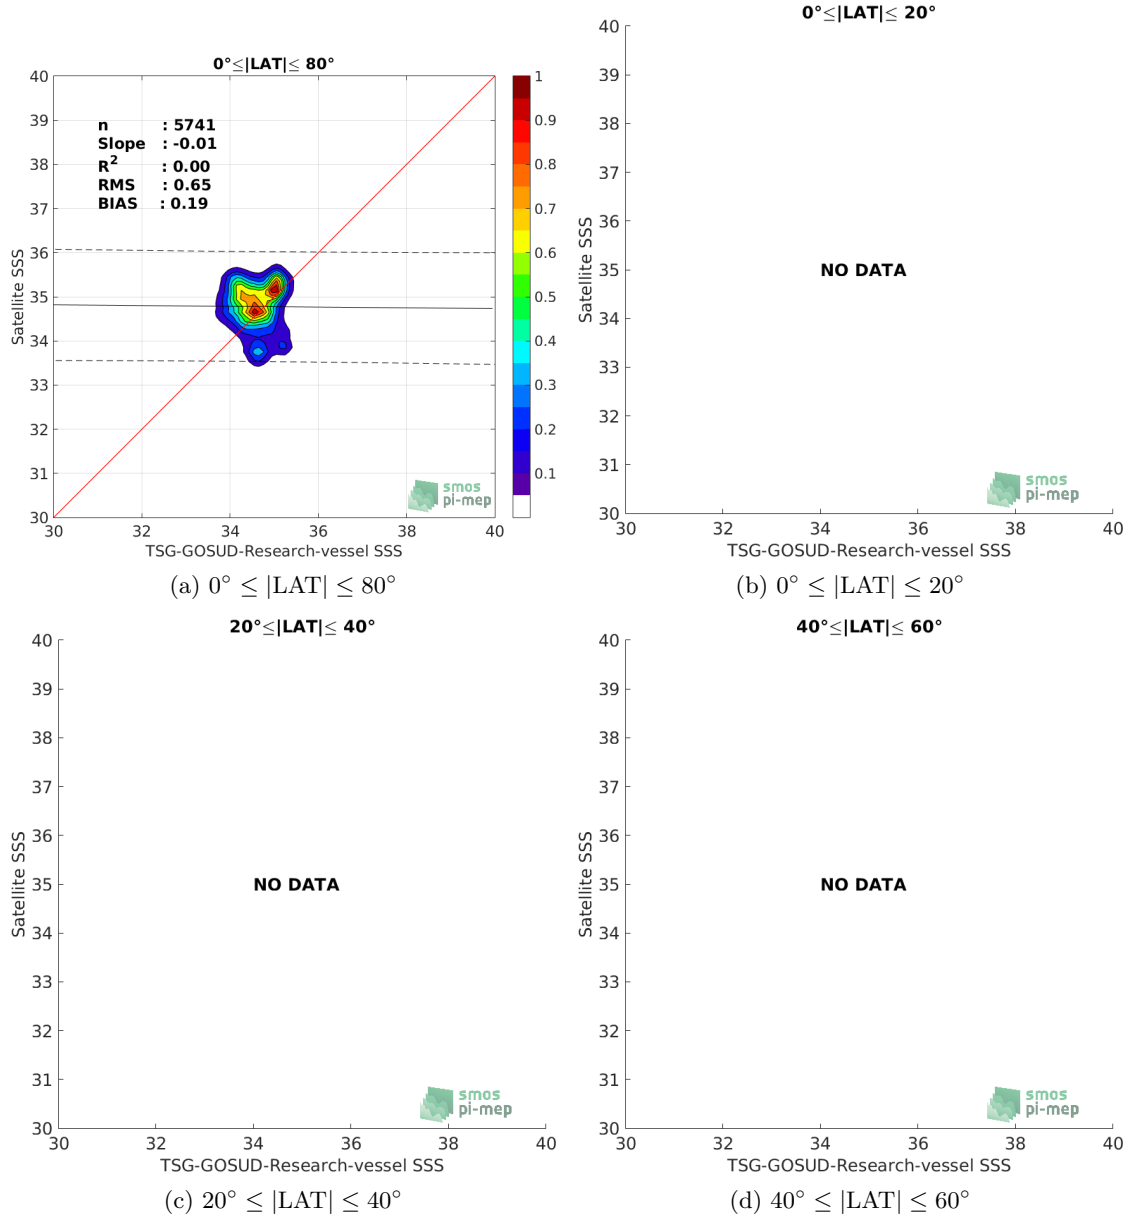 0°≤|LAT|≤ 80°
40
39
38
37
36
35
34
33
32
31
30
n : 5741
Slope : -0.01
R² : 0.00
RMS : 0.65
BIAS : 0.19
Satellite SSS
30 32 34 36 38 40
TSG-GOSUD-Research-vessel SSS
1
0.9
0.8
0.7
0.6
0.5
0.4
0.3
0.2
0.1
smos
pi-mep
(a) 0° ≤ |LAT| ≤ 80°
0°≤|LAT|≤ 20°
40
39
38
37
36
35
34
33
32
31
30
Satellite SSS
NO DATA
smos
pi-mep
30 32 34 36 38 40
TSG-GOSUD-Research-vessel SSS
(b) 0° ≤ |LAT| ≤ 20°
20°≤|LAT|≤ 40°
40
39
38
37
36
35
34
33
32
31
30
Satellite SSS
NO DATA
smos
pi-mep
30 32 34 36 38 40
TSG-GOSUD-Research-vessel SSS
(c) 20° ≤ |LAT| ≤ 40°
40°≤|LAT|≤ 60°
40
39
38
37
36
35
34
33
32
31
30
Satellite SSS
NO DATA
smos
pi-mep
30 32 34 36 38 40
TSG-GOSUD-Research-vessel SSS
(d) 40° ≤ |LAT| ≤ 60°